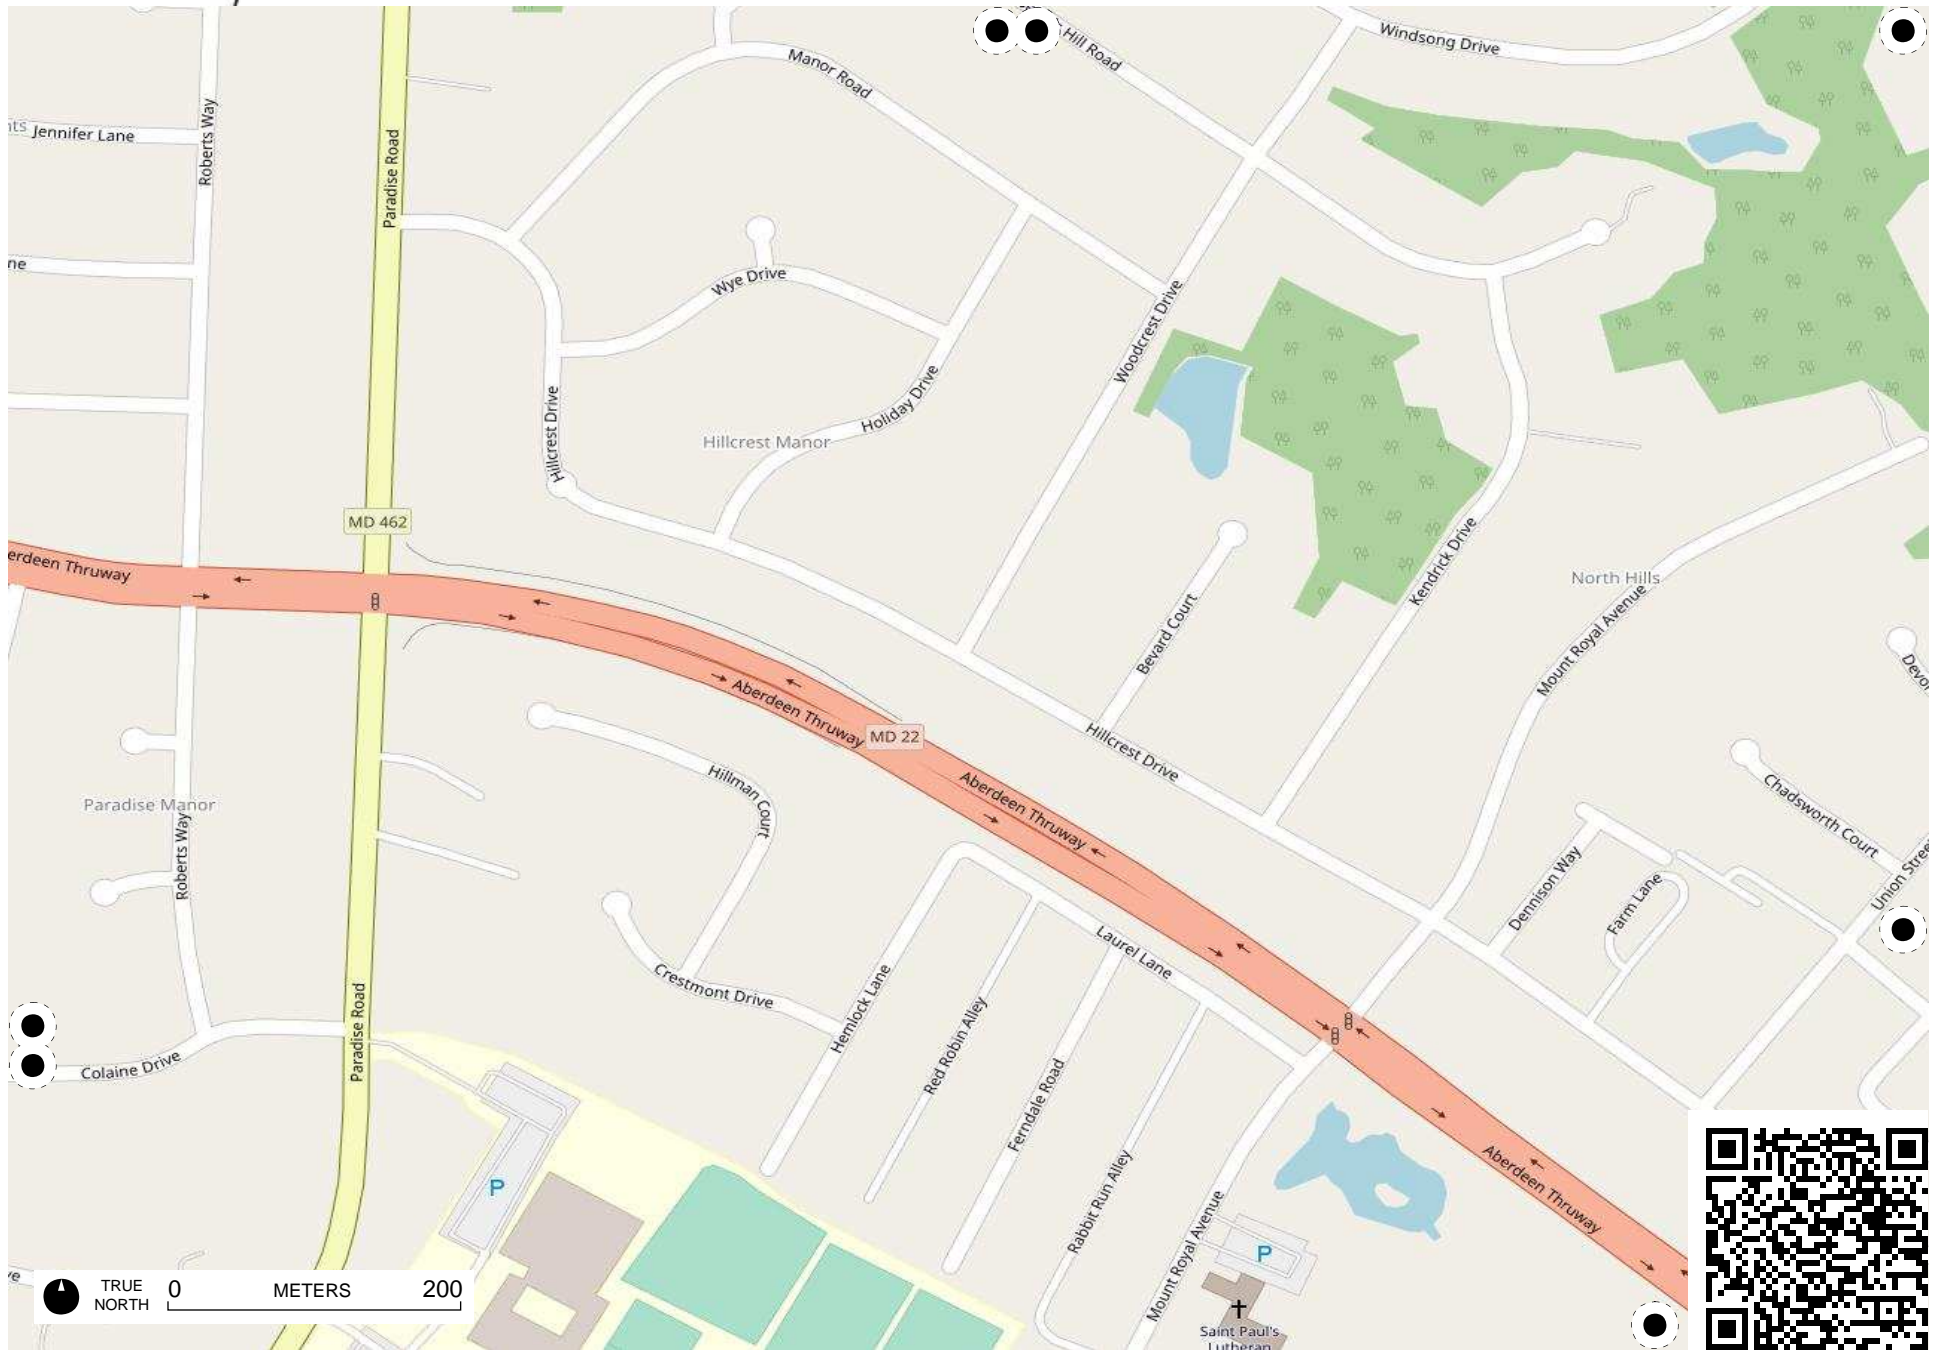 Hill Road
Windsong Drive
Manor Road
Jennifer Lane
Roberts Way
Paradise Road
Wye Drive
Woodcrest Drive
Holiday Drive
Hillcrest Drive
Hillcrest Manor
MD 462
Kendrick Drive
North Hills
erdeen Thruway
Bevard Court
Mount Royal Avenue
Aberdeen Thruway
MD 22
Hillcrest Drive
Hillman Court
Aberdeen Thruway
Chadsworth Court
Paradise Manor
Roberts Way
Dennison Way
Farm Lane
Laurel Lane
Crestmont Drive
Hemlock Lane
Red Robin Alley
Paradise Road
Colaine Drive
Ferndale Road
Rabbit Run Alley
Mount Royal Avenue
Aberdeen Thruway
P
P
TRUE
NORTH
0 METERS 200
Saint Paul's
Lutheran